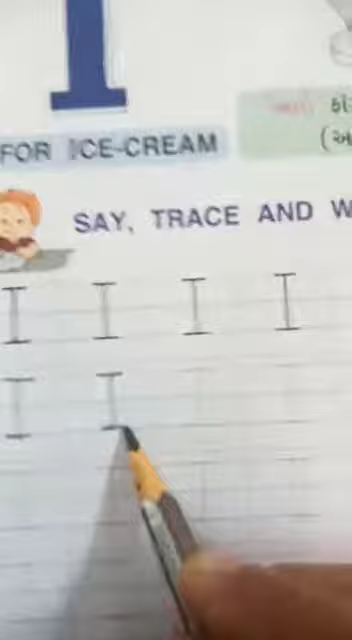 I
FOR ICE-CREAM
SAY, TRACE AND
I I I I
I I